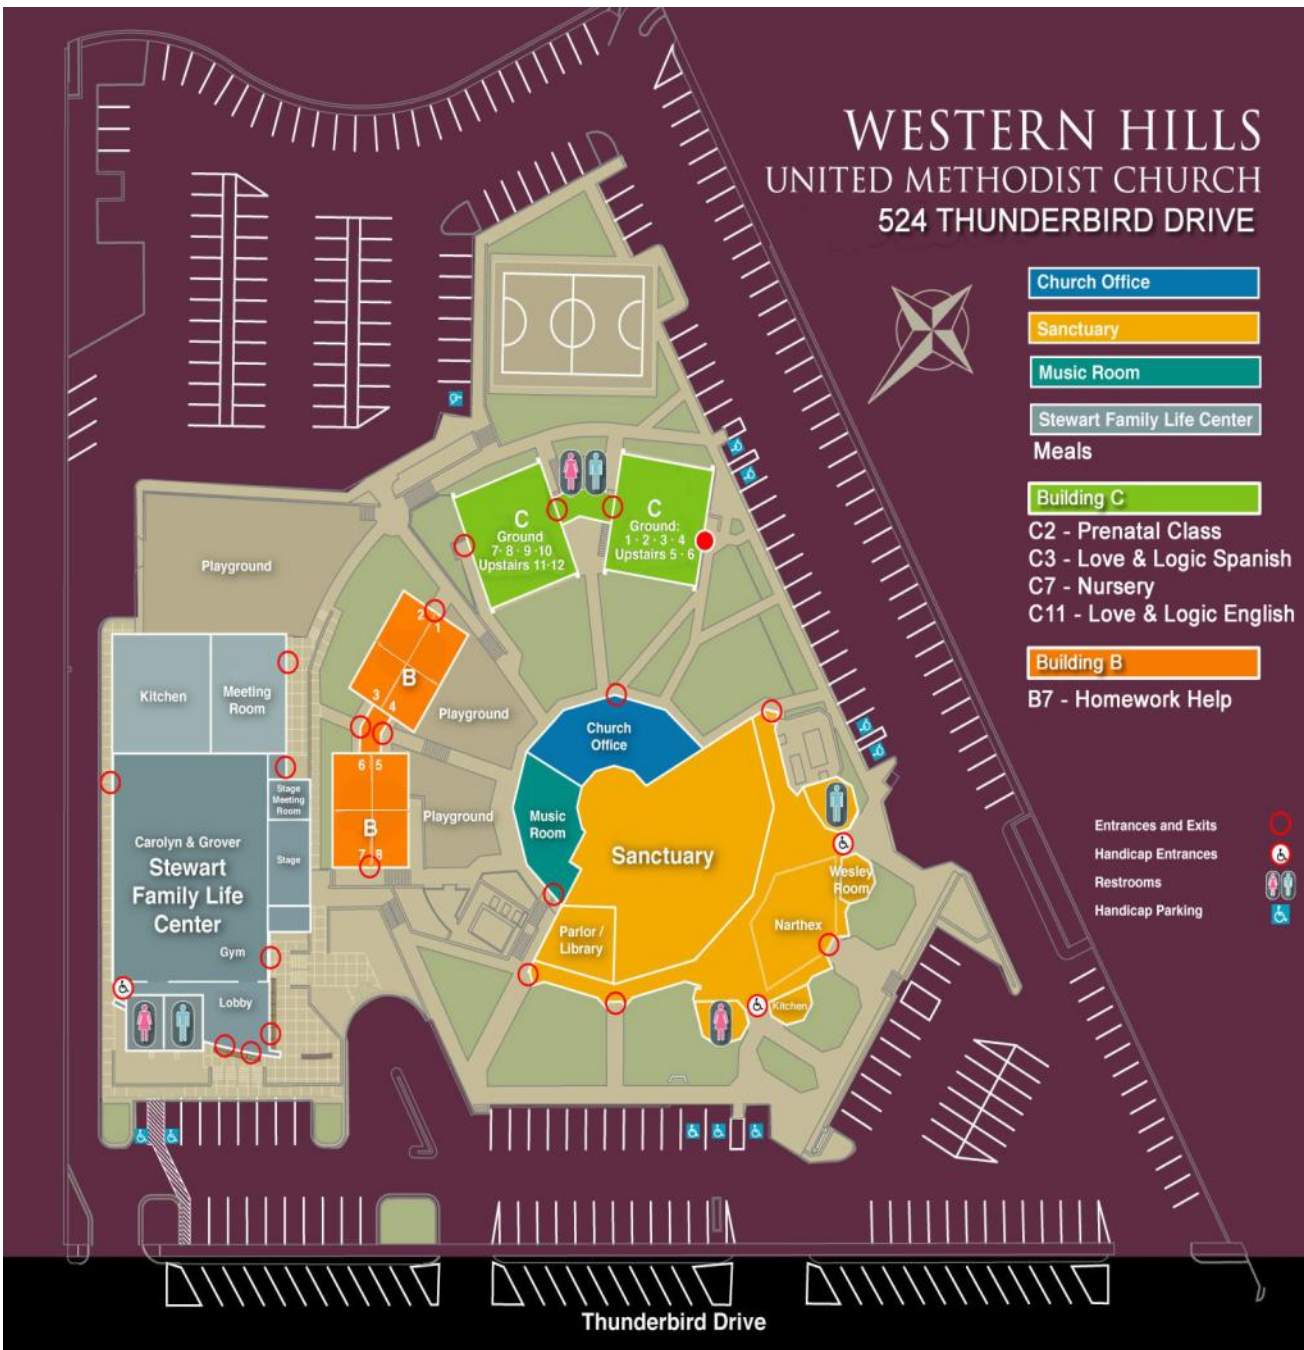 WESTERN HILLS
UNITED METHODIST CHURCH
524 THUNDERBIRD DRIVE
Church Office
Sanctuary
Music Room
Stewart Family Life Center
Meals
Building C
C2 - Prenatal Class
C3 - Love & Logic Spanish
C7 - Nursery
C11 - Love & Logic English
Building B
B7 - Homework Help
Entrances and Exits
Handicap Entrances
Restrooms
Handicap Parking
C
Ground
7· 8 · 9 ·10
Upstairs 11·12
C
Ground:
1 · 2 · 3 · 4
Upstairs 5 · 6
Playground
2
1
B
3
4
Playground
Kitchen
Meeting
Room
6
5
B
7
8
Playground
Stage
Meeting
Room
Stage
Carolyn & Grover
Stewart
Family Life
Center
Gym
Lobby
Church
Office
Music
Room
Sanctuary
Wesley
Room
Narthex
Parlor /
Library
Kitchen
Thunderbird Drive